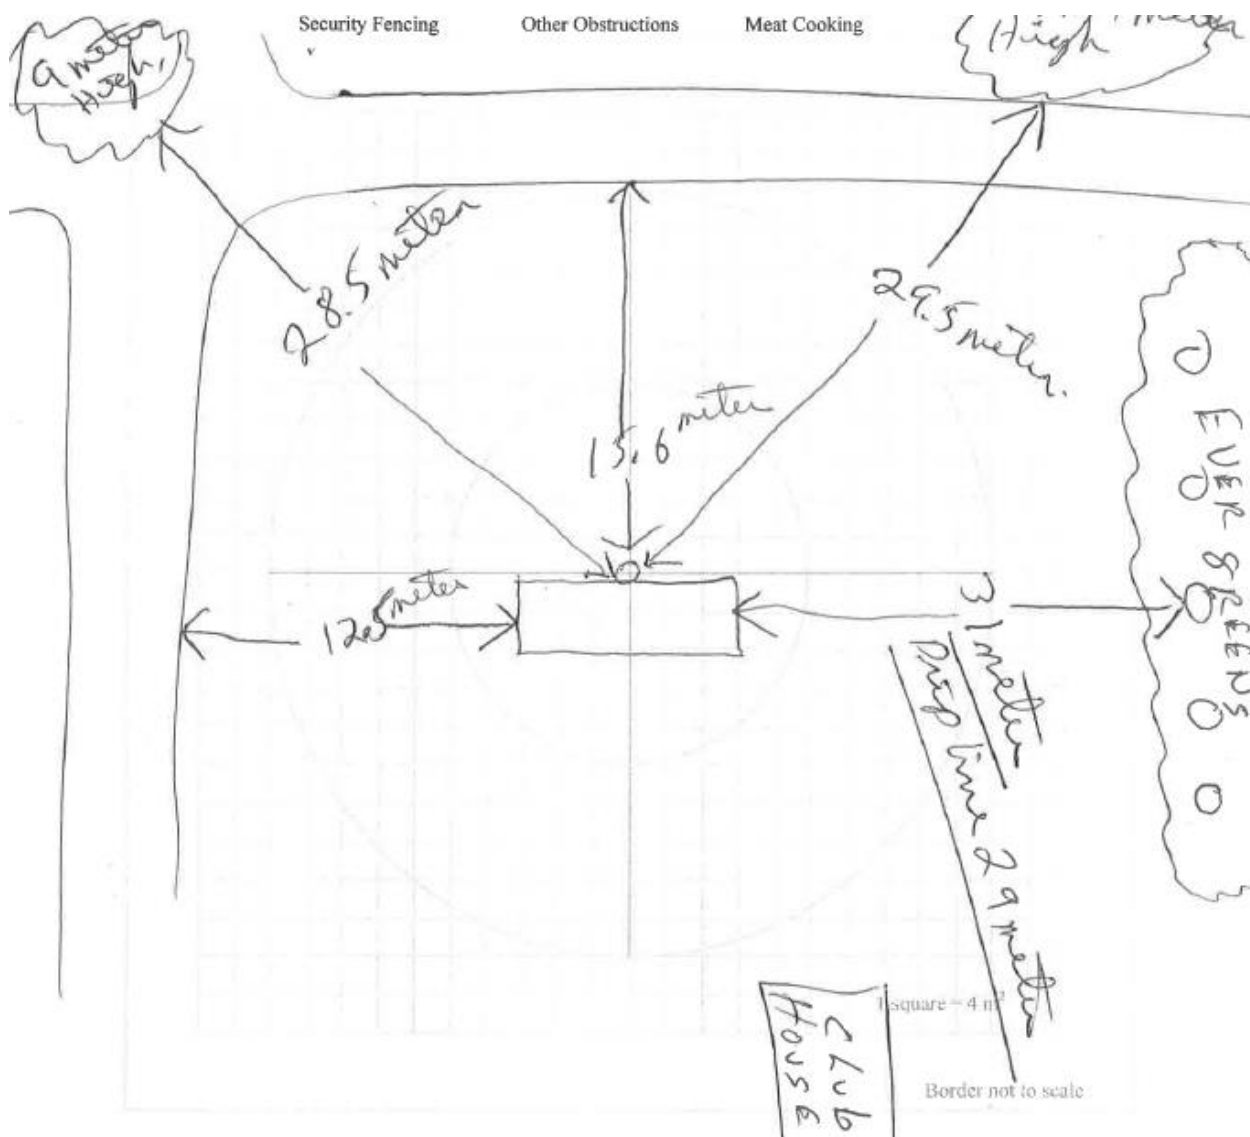 Security Fencing Other Obstructions Meat Cooking
9 meter
High
High
28.5 meter
29.5 meter.
15.6 meter
12.5 meter
31 meter
Drip line 29 meter
EVER GREENS
1 square = 4 m²
CLUB
HOUSE
Border not to scale